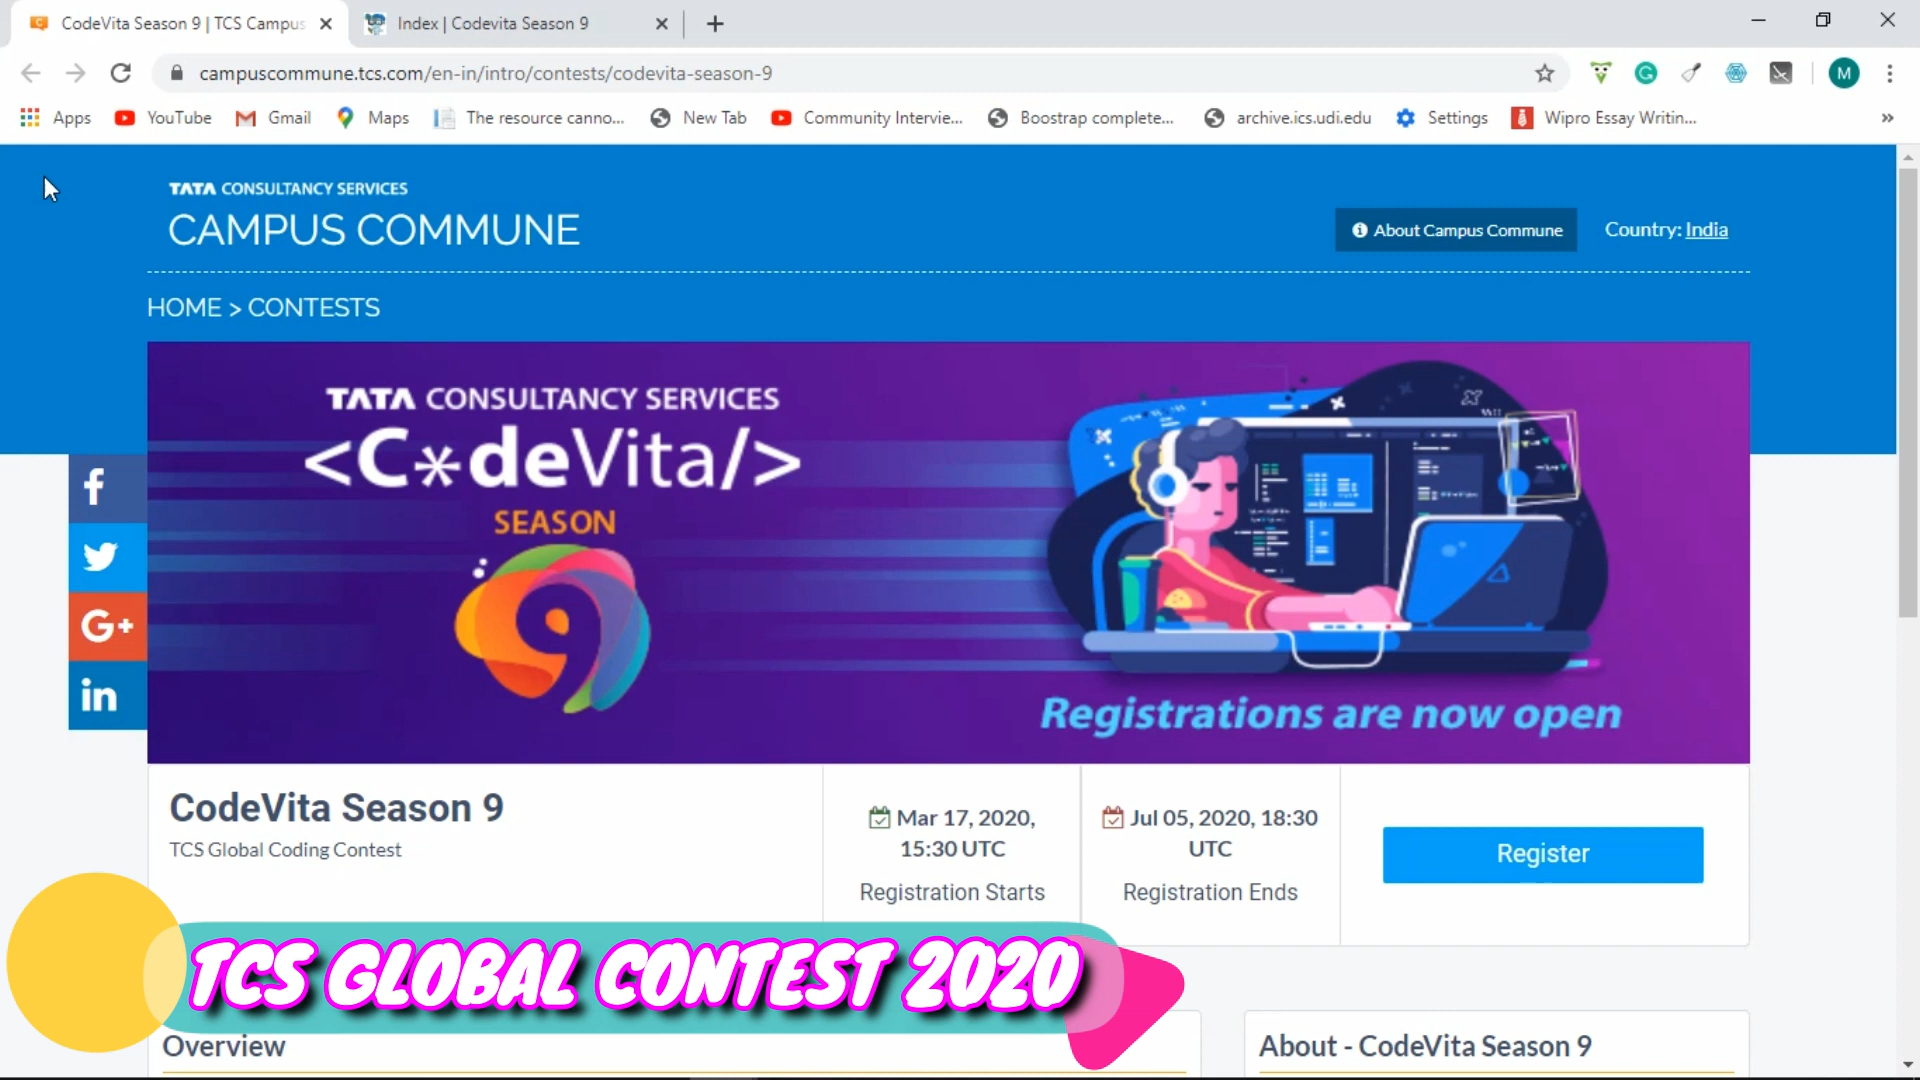 CodeVita Season 9 | TCS Campus
Index | Codevita Season 9
campuscommune.tcs.com/en-in/intro/contests/codevita-season-9
M
Apps
YouTube
Gmail
Maps
The resource canno...
New Tab
Community Intervie...
Boostrap complete...
archive.ics.udi.edu
Settings
Wipro Essay Writin...
»
TATA CONSULTANCY SERVICES
CAMPUS COMMUNE
About Campus Commune
Country: India
HOME > CONTESTS
TATA CONSULTANCY SERVICES
<C*deVita/>
SEASON
9
Registrations are now open
f
G+
in
CodeVita Season 9
TCS Global Coding Contest
Mar 17, 2020,
15:30 UTC
Registration Starts
Jul 05, 2020, 18:30
UTC
Registration Ends
Register
TCS GLOBAL CONTEST 2020
Overview
About - CodeVita Season 9